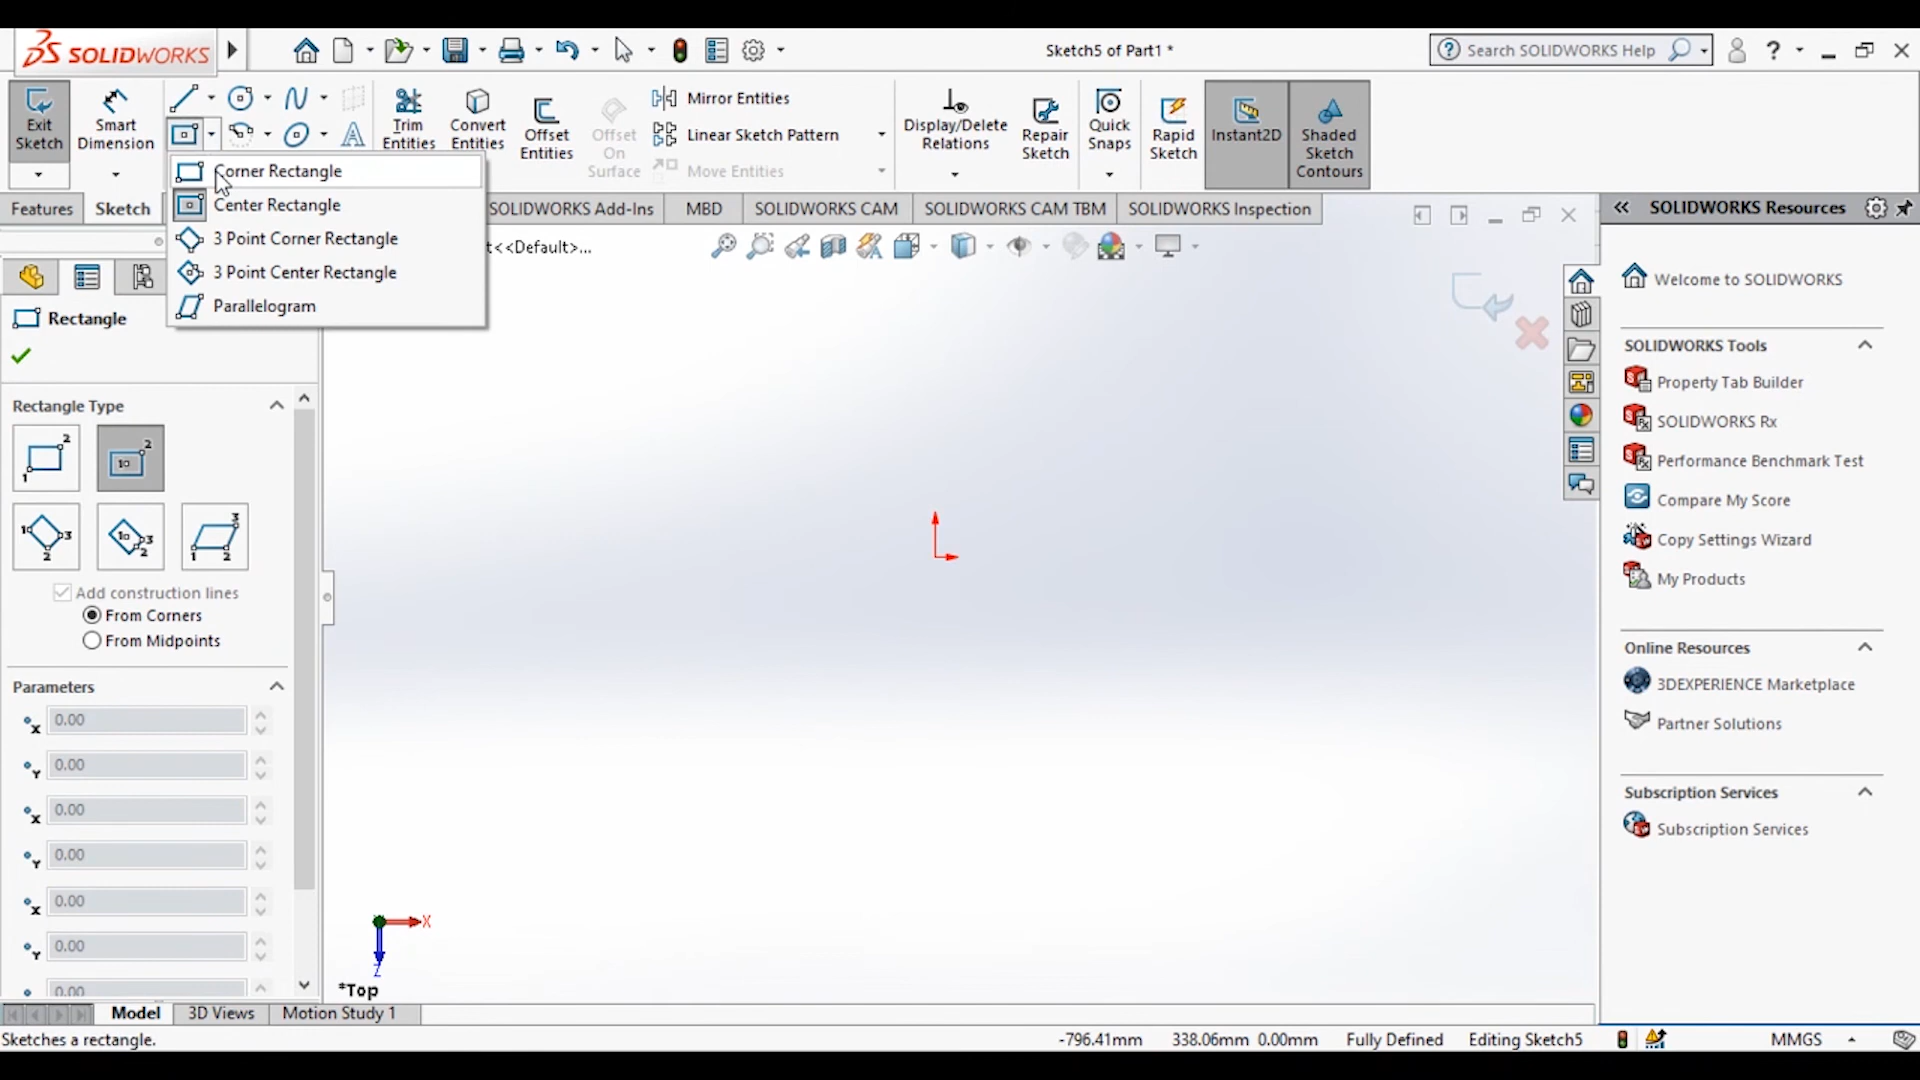 SOLIDWORKS
Sketch5 of Part1 *
Search SOLIDWORKS Help
Exit Sketch
Smart Dimension
Trim Entities
Convert Entities
Offset Entities
Offset On Surface
Mirror Entities
Linear Sketch Pattern
Move Entities
Display/Delete Relations
Repair Sketch
Quick Snaps
Rapid Sketch
Instant2D
Shaded Sketch Contours
Corner Rectangle
Center Rectangle
3 Point Corner Rectangle
3 Point Center Rectangle
Parallelogram
Features
Sketch
SOLIDWORKS Add-Ins
MBD
SOLIDWORKS CAM
SOLIDWORKS CAM TBM
SOLIDWORKS Inspection
t<<Default>...
Rectangle
Rectangle Type
Add construction lines
From Corners
From Midpoints
Parameters
x 0.00
Y 0.00
x 0.00
Y 0.00
x 0.00
Y 0.00
0.00
X
Z
*Top
SOLIDWORKS Resources
Welcome to SOLIDWORKS
SOLIDWORKS Tools
Property Tab Builder
SOLIDWORKS Rx
Performance Benchmark Test
Compare My Score
Copy Settings Wizard
My Products
Online Resources
3DEXPERIENCE Marketplace
Partner Solutions
Subscription Services
Subscription Services
Model
3D Views
Motion Study 1
Sketches a rectangle.
-796.41mm
338.06mm 0.00mm
Fully Defined
Editing Sketch5
MMGS